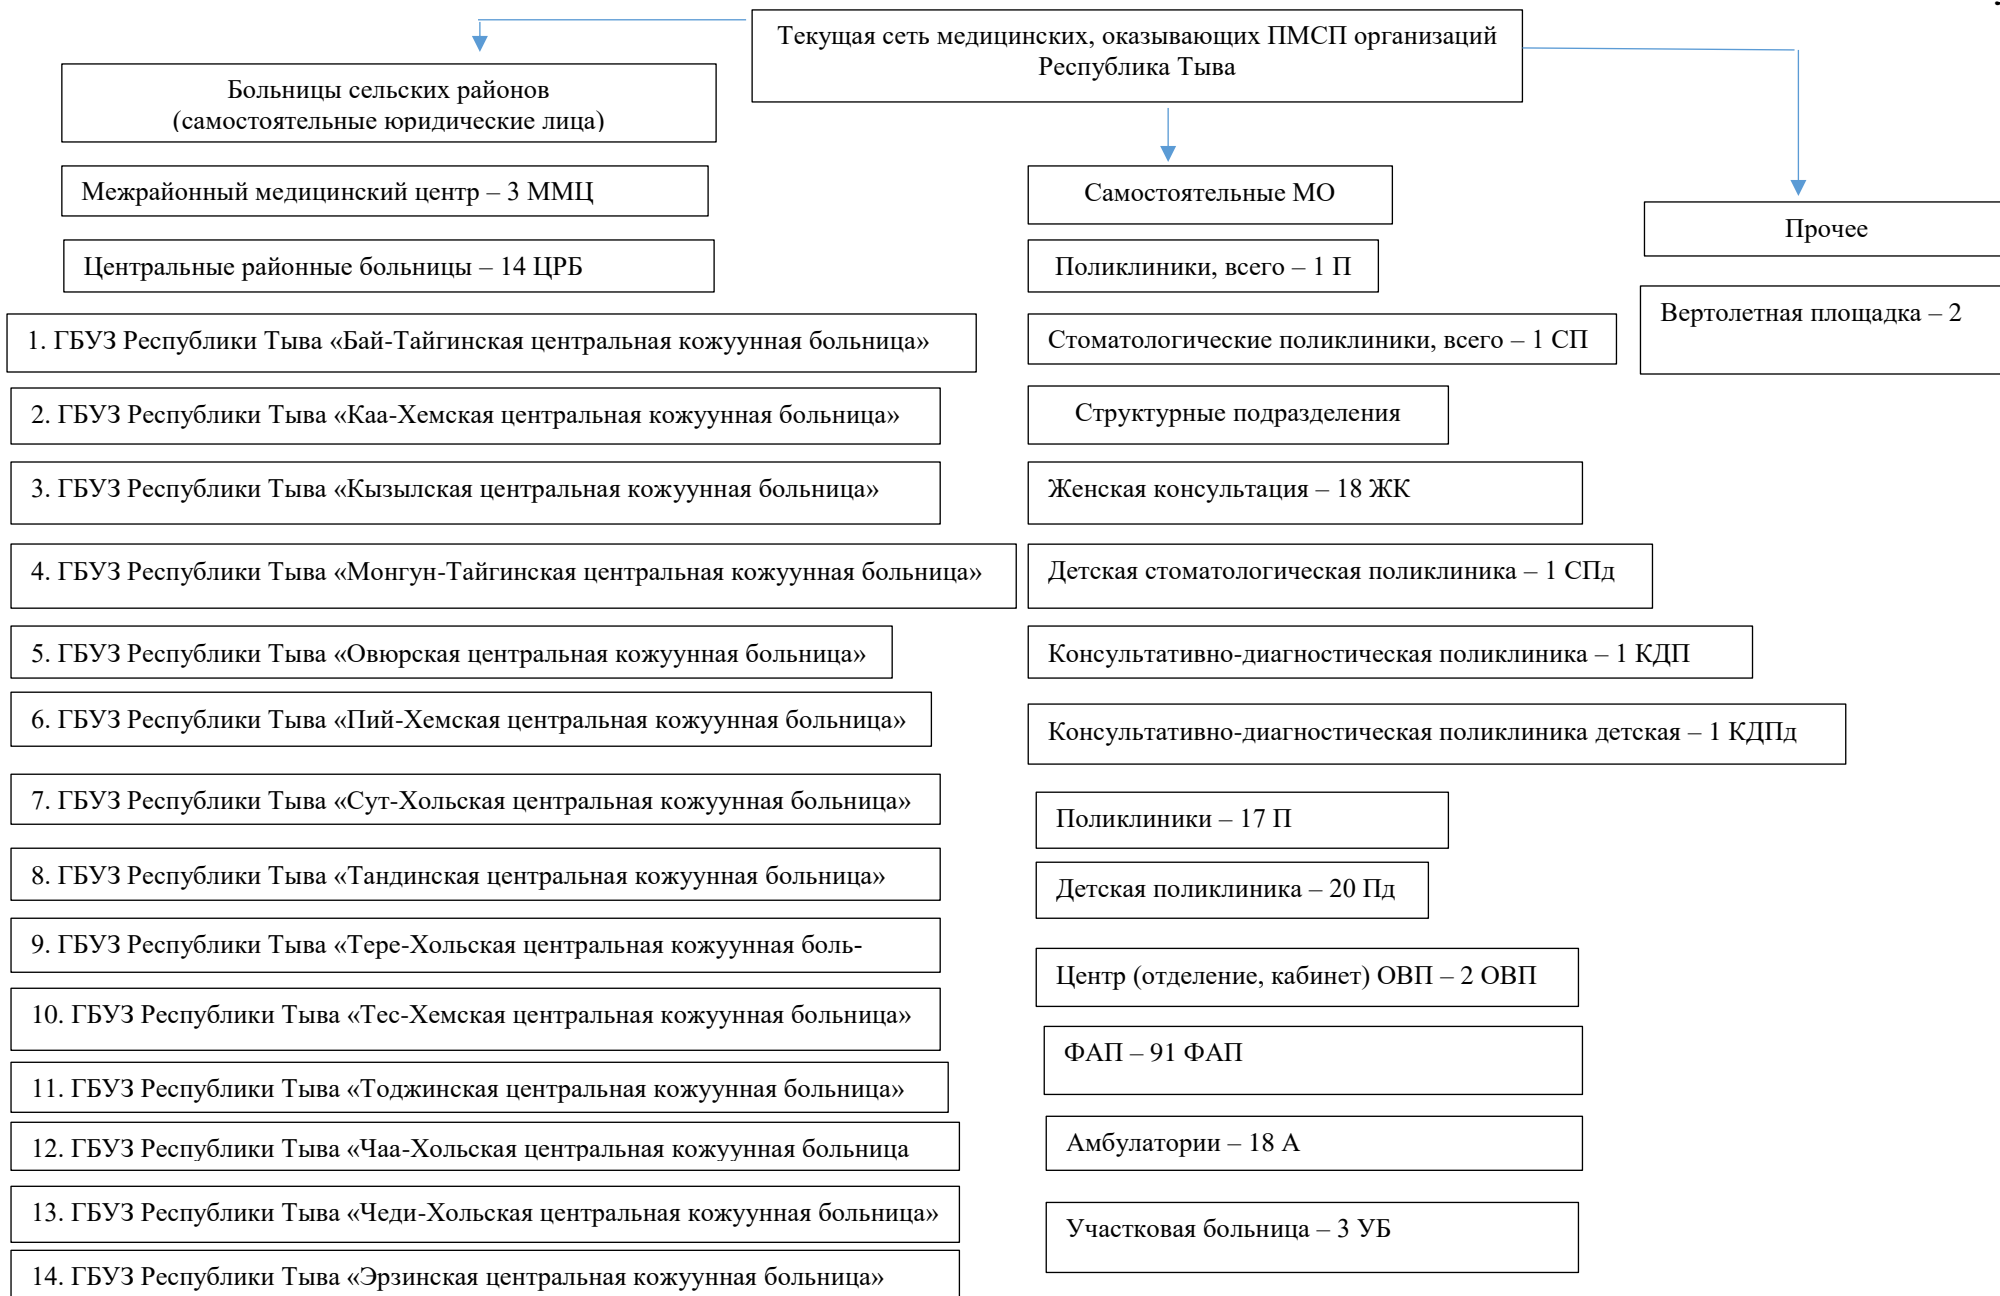 Текущая сеть медицинских, оказывающих ПМСП организаций
Республика Тыва
Больницы сельских районов
(самостоятельные юридические лица)
Межрайонный медицинский центр – 3 ММЦ
Центральные районные больницы – 14 ЦРБ
1. ГБУЗ Республики Тыва «Бай-Тайгинская центральная кожуунная больница»
2. ГБУЗ Республики Тыва «Каа-Хемская центральная кожуунная больница»
3. ГБУЗ Республики Тыва «Кызылская центральная кожуунная больница»
4. ГБУЗ Республики Тыва «Монгун-Тайгинская центральная кожуунная больница»
5. ГБУЗ Республики Тыва «Овюрская центральная кожуунная больница»
6. ГБУЗ Республики Тыва «Пий-Хемская центральная кожуунная больница»
7. ГБУЗ Республики Тыва «Сут-Хольская центральная кожуунная больница»
8. ГБУЗ Республики Тыва «Тандинская центральная кожуунная больница»
9. ГБУЗ Республики Тыва «Тере-Хольская центральная кожуунная боль-
10. ГБУЗ Республики Тыва «Тес-Хемская центральная кожуунная больница»
11. ГБУЗ Республики Тыва «Тоджинская центральная кожуунная больница»
12. ГБУЗ Республики Тыва «Чаа-Хольская центральная кожуунная больница
13. ГБУЗ Республики Тыва «Чеди-Хольская центральная кожуунная больница»
14. ГБУЗ Республики Тыва «Эрзинская центральная кожуунная больница»
Самостоятельные МО
Поликлиники, всего – 1 П
Стоматологические поликлиники, всего – 1 СП
Структурные подразделения
Женская консультация – 18 ЖК
Детская стоматологическая поликлиника – 1 СПд
Консультативно-диагностическая поликлиника – 1 КДП
Консультативно-диагностическая поликлиника детская – 1 КДПд
Поликлиники – 17 П
Детская поликлиника – 20 Пд
Центр (отделение, кабинет) ОВП – 2 ОВП
ФАП – 91 ФАП
Амбулатории – 18 А
Участковая больница – 3 УБ
Прочее
Вертолетная площадка – 2